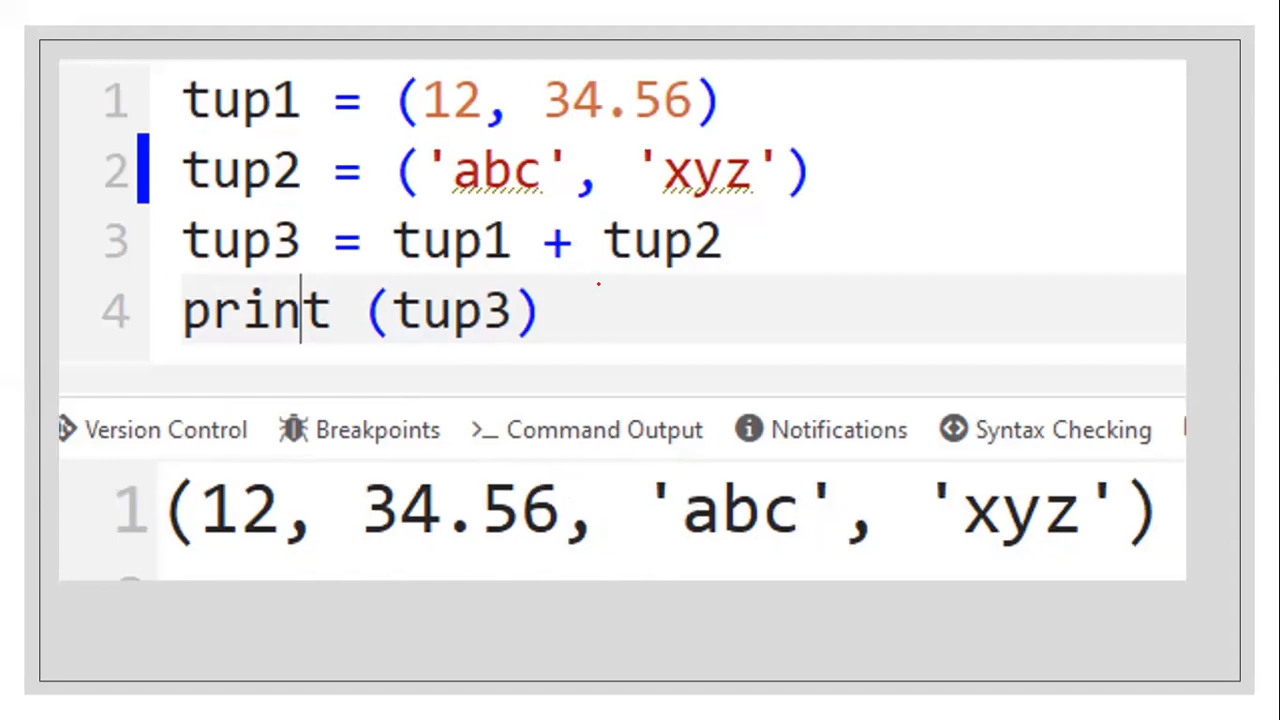 1 tup1 = (12, 34.56)
2 tup2 = ('abc', 'xyz')
3 tup3 = tup1 + tup2
4 print (tup3)
Version Control Breakpoints >_ Command Output Notifications Syntax Checking
1 (12, 34.56, 'abc', 'xyz')